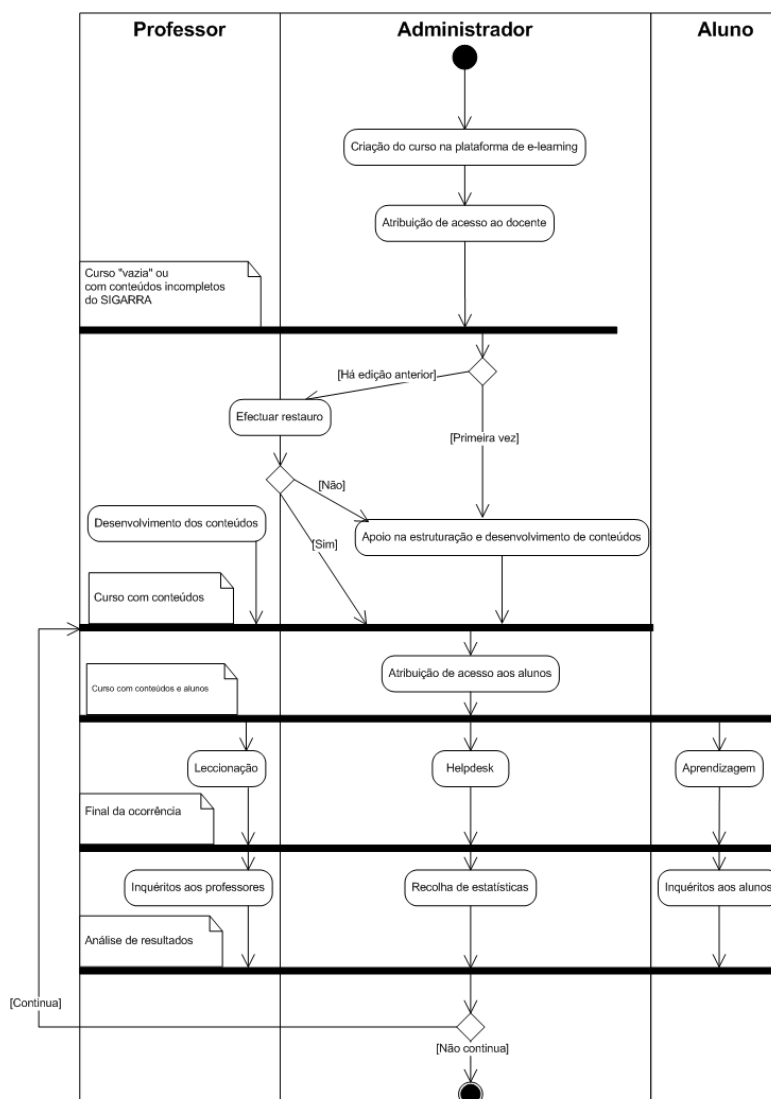 Professor
Administrador
Aluno
Criação do curso na plataforma de e-learning
Atribuição de acesso ao docente
Curso "vazia" ou
com conteúdos incompletos
do SIGARRA
[Há edição anterior]
Efectuar restauro
[Primeira vez]
[Não]
Desenvolvimento dos conteúdos
[Sim]
Apoio na estruturação e desenvolvimento de conteúdos
Curso com conteúdos
Atribuição de acesso aos alunos
Curso com conteúdos e alunos
Leccionação
Helpdesk
Aprendizagem
Final da ocorrência
Inquéritos aos professores
Recolha de estatísticas
Inquéritos aos alunos
Análise de resultados
[Continua]
[Não continua]